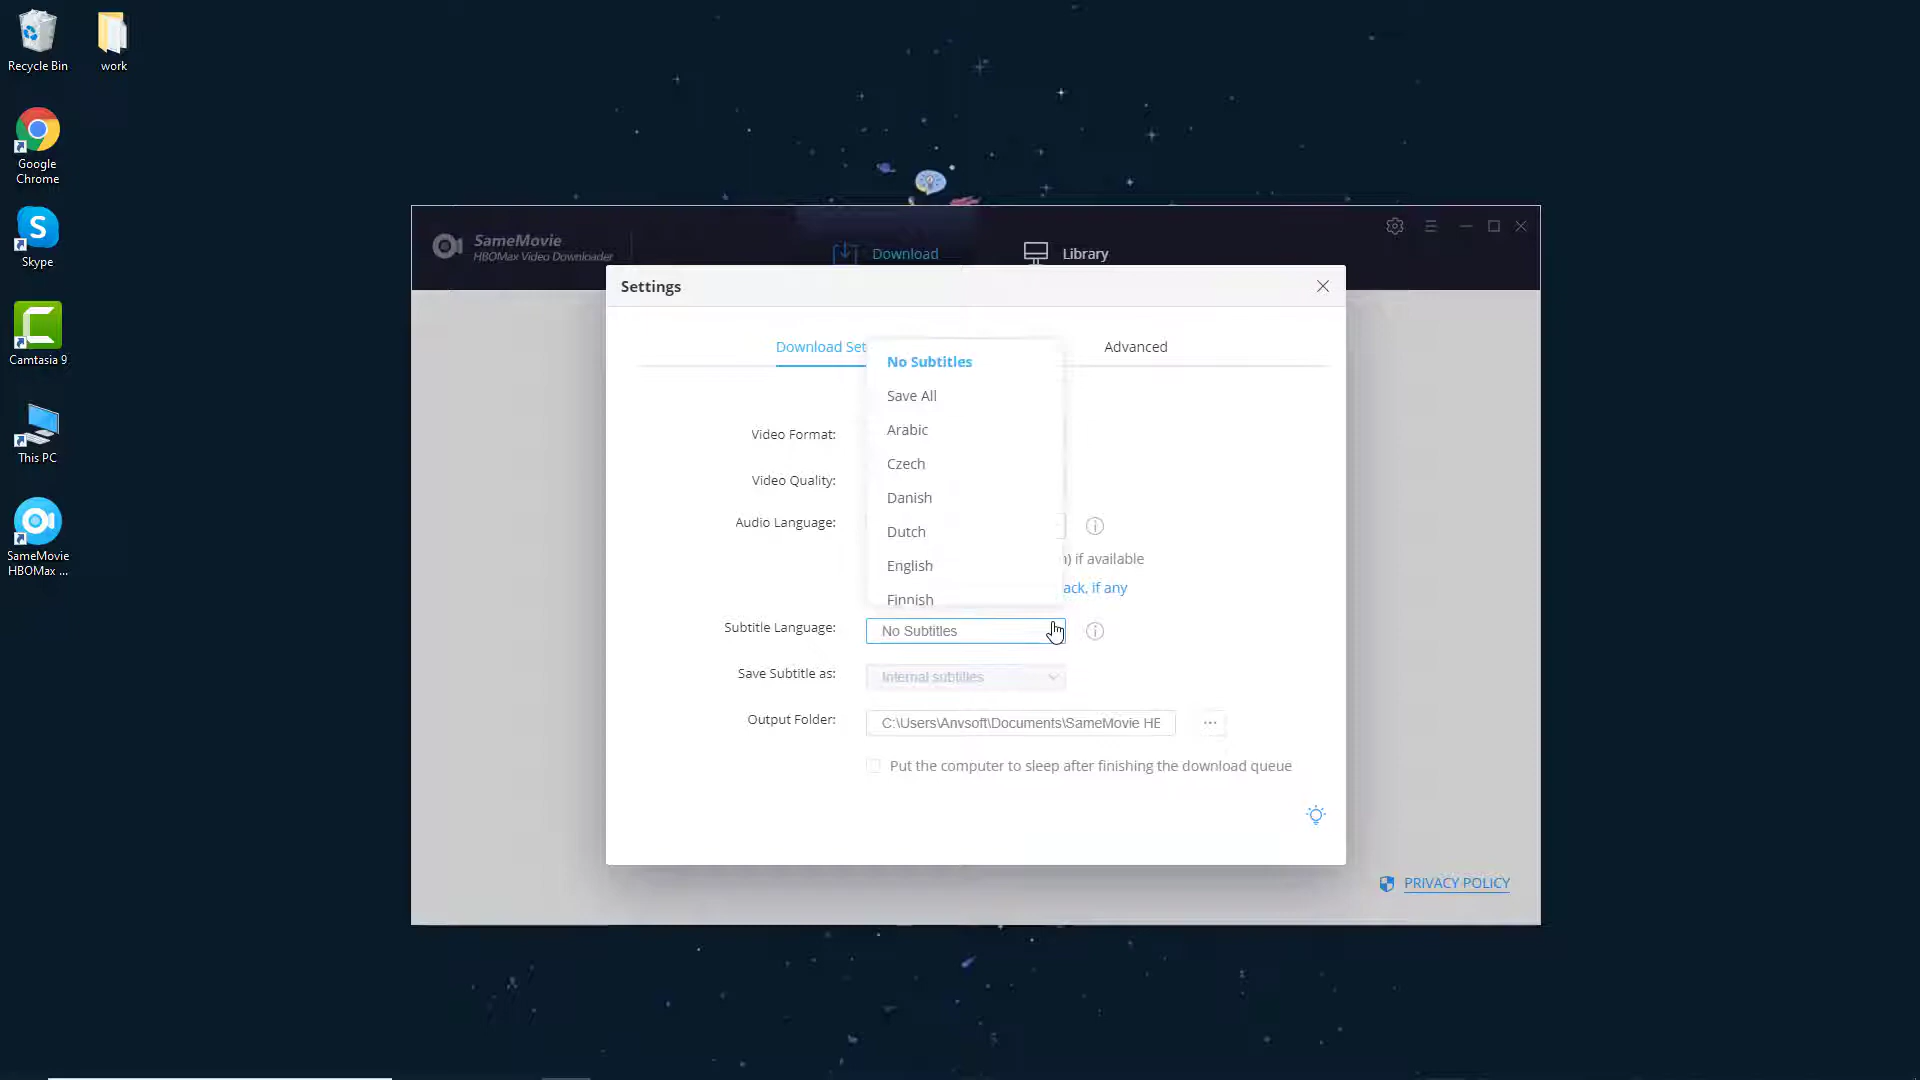 Recycle Bin
work
Google
Chrome
Skype
Camtasia 9
This PC
SameMovie
HBOMax ...
SameMovie
HBOMax Video Downloader
Download
Library
Settings
Download Set
Advanced
No Subtitles
Save All
Arabic
Czech
Danish
Dutch
English
Finnish
Video Format:
Video Quality:
Audio Language:
) if available
ack, if any
Subtitle Language:
No Subtitles
Save Subtitle as:
Internal subtitles
Output Folder:
C:\Users\Anvsoft\Documents\SameMovie HE
...
Put the computer to sleep after finishing the download queue
PRIVACY POLICY